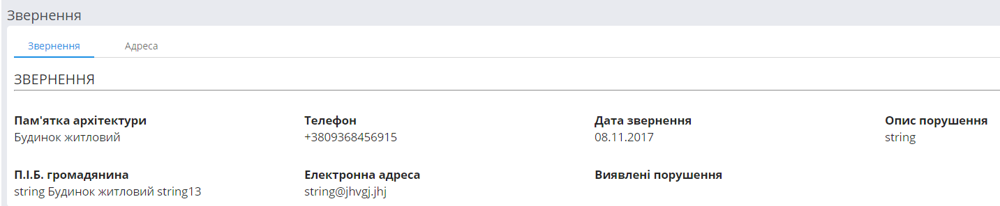 Звернення
Звернення Адреса
ЗВЕРНЕННЯ
Пам'ятка архітектури Телефон Дата звернення Опис порушення
Будинок житловий +3809368456915 08.11.2017 string
П.І.Б. громадянина Електронна адреса Виявлені порушення
string Будинок житловий string13 string@jhvgj.jhj